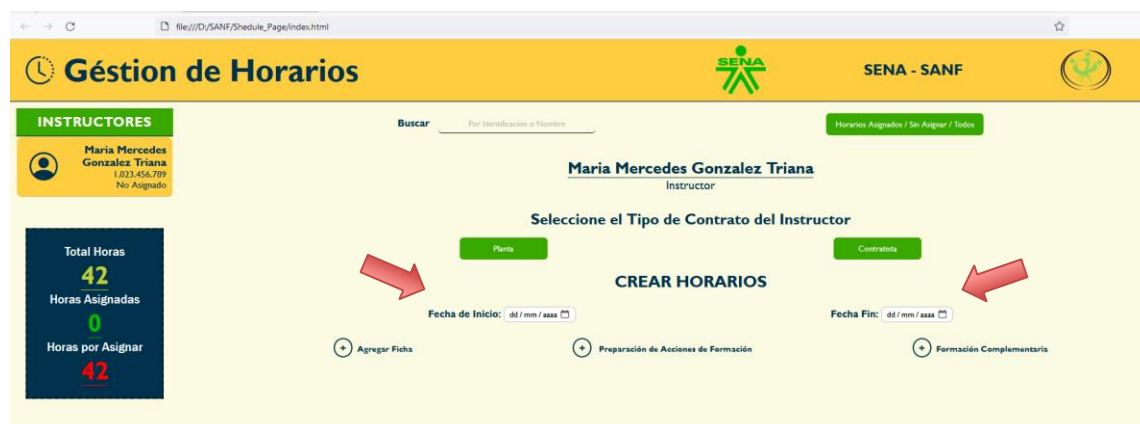 file:///D:/SANF/Shedule_Page/index.html
Géstion de Horarios
SENA
SENA - SANF
INSTRUCTORES
Buscar
Por Identificacion o Nombre
Horarios Asignados / Sin Asignar / Todos
Maria Mercedes
Gonzalez Triana
1.023.456.789
No Asignado
Maria Mercedes Gonzalez Triana
Instructor
Seleccione el Tipo de Contrato del Instructor
Planta
Contratista
Total Horas
42
Horas Asignadas
0
Horas por Asignar
42
CREAR HORARIOS
Fecha de Inicio: dd / mm / aaaa
Fecha Fin: dd / mm / aaaa
+ Agregar Ficha
+ Preparación de Acciones de Formación
+ Formación Complementaria